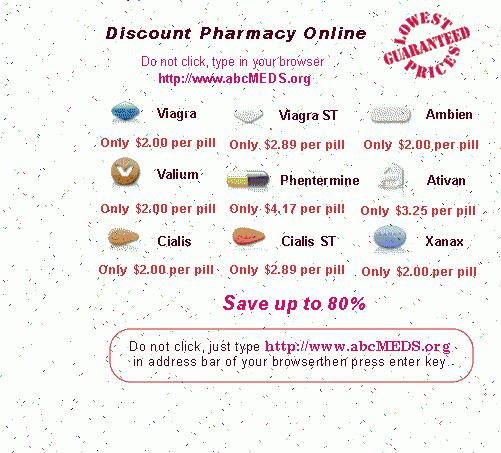 Discount Pharmacy Online
LOWEST
GUARANTEED
PRICES
Do not click, type in your browser
http://www.abcMEDS.org
Viagra Viagra ST Ambien
Only $2.00 per pill Only $2.89 per pill Only $2.00 per pill
Valium Phentermine Ativan
Only $2.00 per pill Only $4.17 per pill Only $3.25 per pill
Cialis Cialis ST Xanax
Only $2.00 per pill Only $2.89 per pill Only $2.00 per pill
Save up to 80%
Do not click, just type http://www.abcMEDS.org
in address bar of your browserthen press enter key